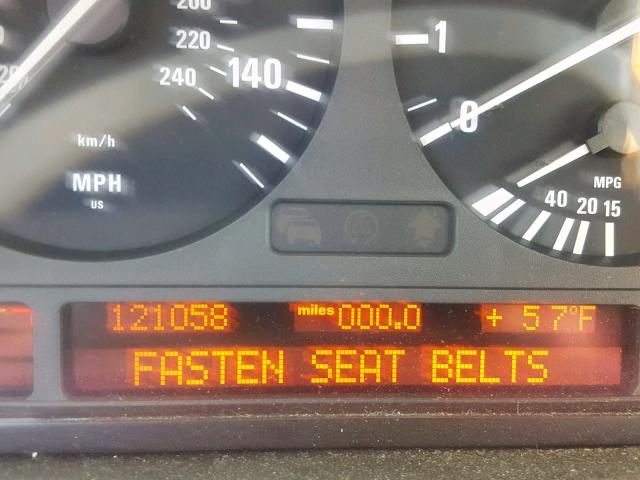 200
220
240
140
km/h
MPH
US
1
0
MPG
40 20 15
121058 miles 000.0 + 57°F
FASTEN SEAT BELTS